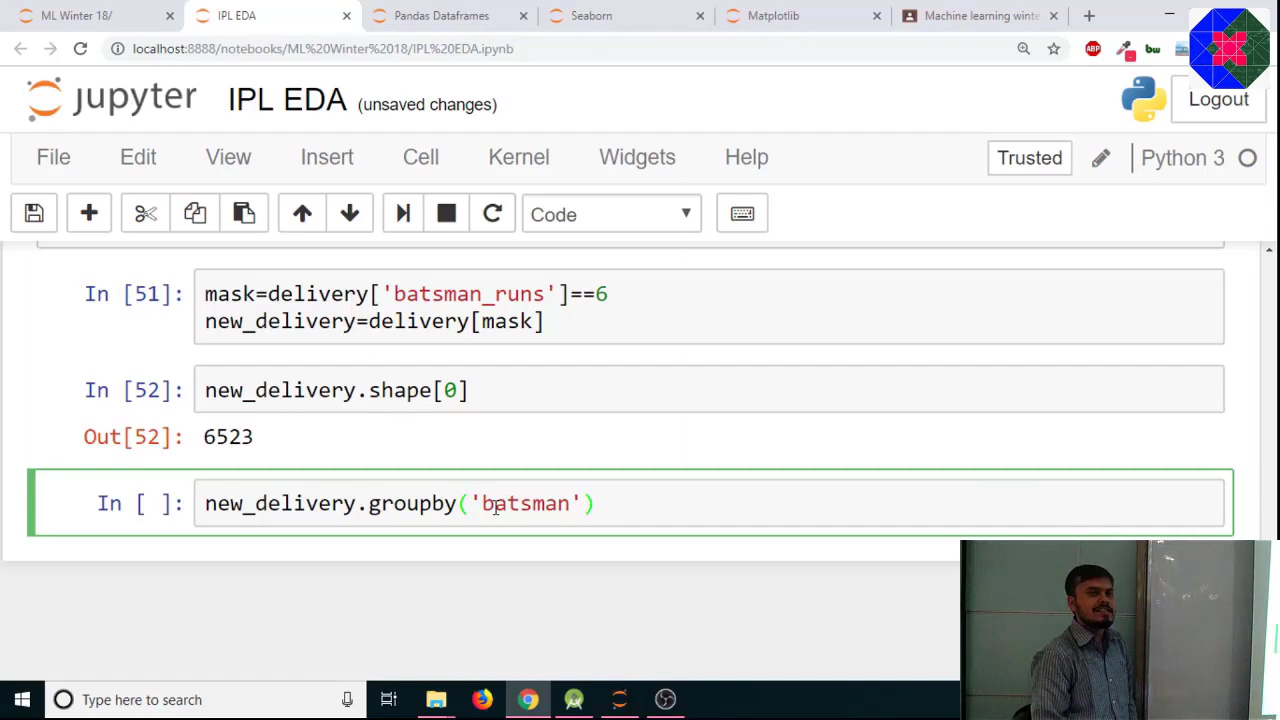 ML Winter 18/
IPL EDA
Pandas Dataframes
Seaborn
Matplotlib
Machine learning winte
localhost:8888/notebooks/ML%20Winter%2018/IPL%20EDA.ipynb
ABP
bw
jupyter
IPL EDA (unsaved changes)
Logout
File Edit View Insert Cell Kernel Widgets Help
Trusted
Python 3
Code
In [51]: mask=delivery['batsman_runs']==6
new_delivery=delivery[mask]
In [52]: new_delivery.shape[0]
Out[52]: 6523
In [ ]: new_delivery.groupby('batsman')
Type here to search